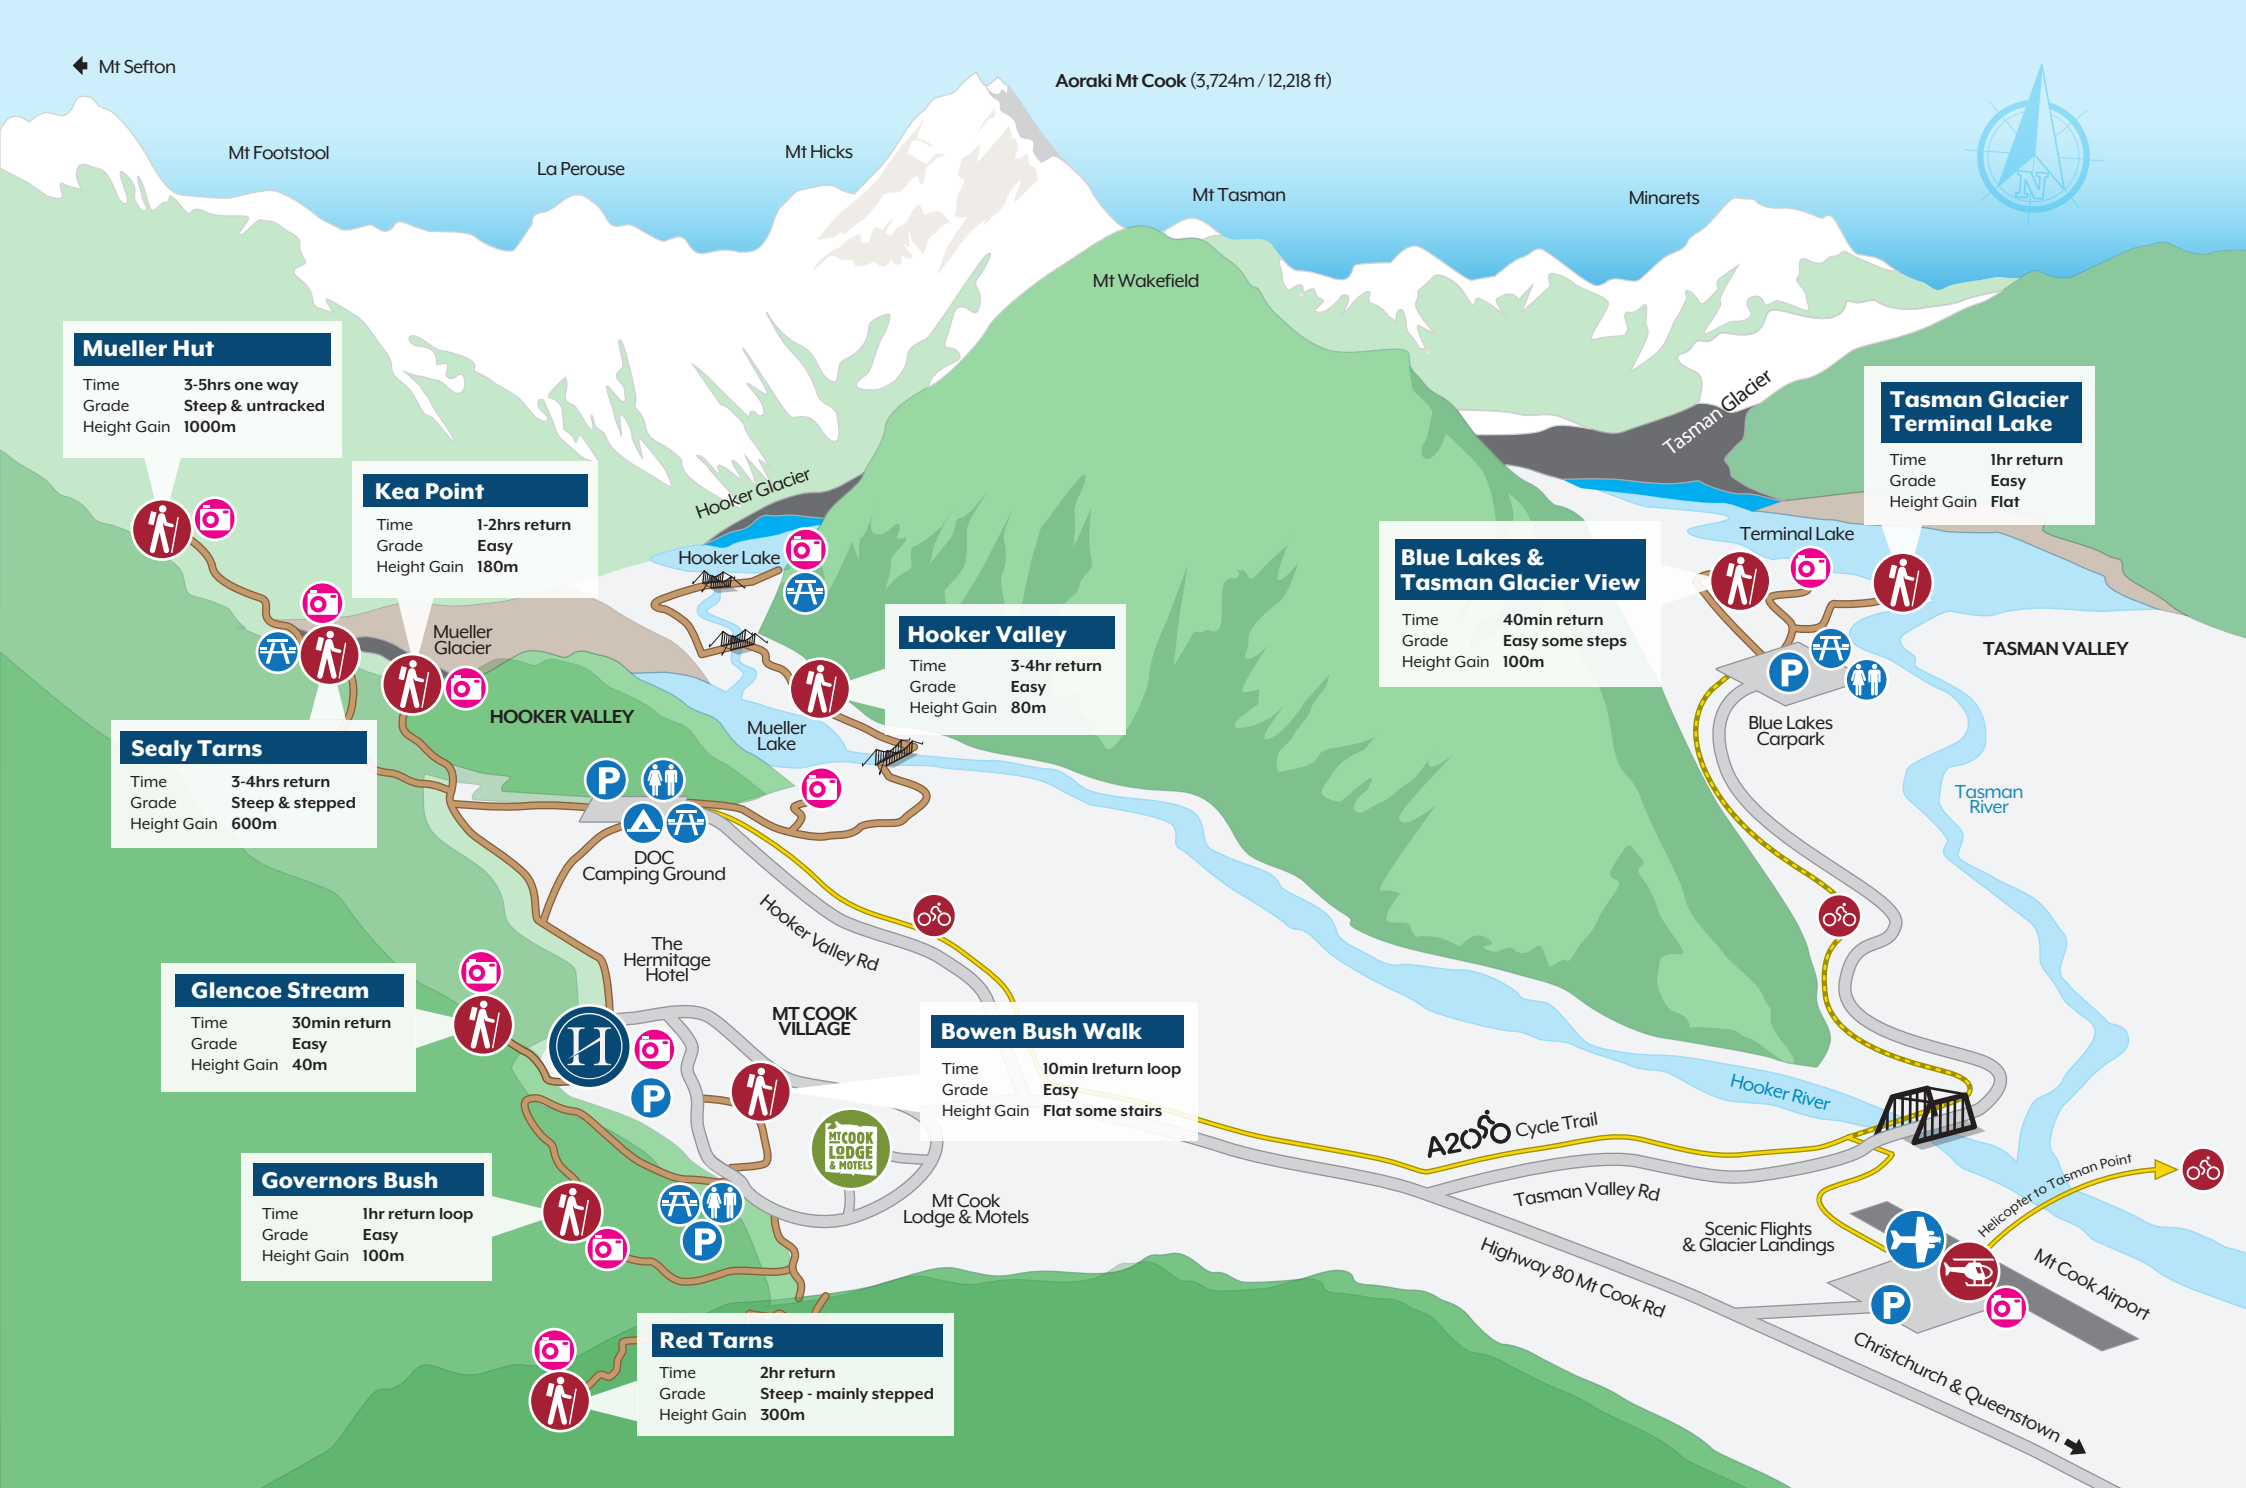 Mt Sefton
Aoraki Mt Cook (3,724m / 12,218 ft)
Mt Footstool
La Perouse
Mt Hicks
Mt Tasman
Minarets
N
Mt Wakefield
Mueller Hut
Time 3-5hrs one way
Grade Steep & untracked
Height Gain 1000m
Kea Point
Time 1-2hrs return
Grade Easy
Height Gain 180m
Hooker Glacier
Hooker Lake
Tasman Glacier
Tasman Glacier
Terminal Lake
Time 1hr return
Grade Easy
Height Gain Flat
Terminal Lake
Blue Lakes &
Tasman Glacier View
Time 40min return
Grade Easy some steps
Height Gain 100m
Mueller
Glacier
Hooker Valley
Time 3-4hr return
Grade Easy
Height Gain 80m
TASMAN VALLEY
P
Blue Lakes
Carpark
HOOKER VALLEY
Mueller
Lake
Sealy Tarns
Time 3-4hrs return
Grade Steep & stepped
Height Gain 600m
P
DOC
Camping Ground
Tasman
River
Hooker Valley Rd
The
Hermitage
Hotel
H
P
MT COOK
VILLAGE
Glencoe Stream
Time 30min return
Grade Easy
Height Gain 40m
Bowen Bush Walk
Time 10min lreturn loop
Grade Easy
Height Gain Flat some stairs
Hooker River
MT COOK
LODGE
& MOTELS
A2O Cycle Trail
Governors Bush
Time 1hr return loop
Grade Easy
Height Gain 100m
P
Mt Cook
Lodge & Motels
Tasman Valley Rd
Helicopter to Tasman Point
Scenic Flights
& Glacier Landings
Highway 80 Mt Cook Rd
Mt Cook Airport
P
Red Tarns
Time 2hr return
Grade Steep - mainly stepped
Height Gain 300m
Christchurch & Queenstown